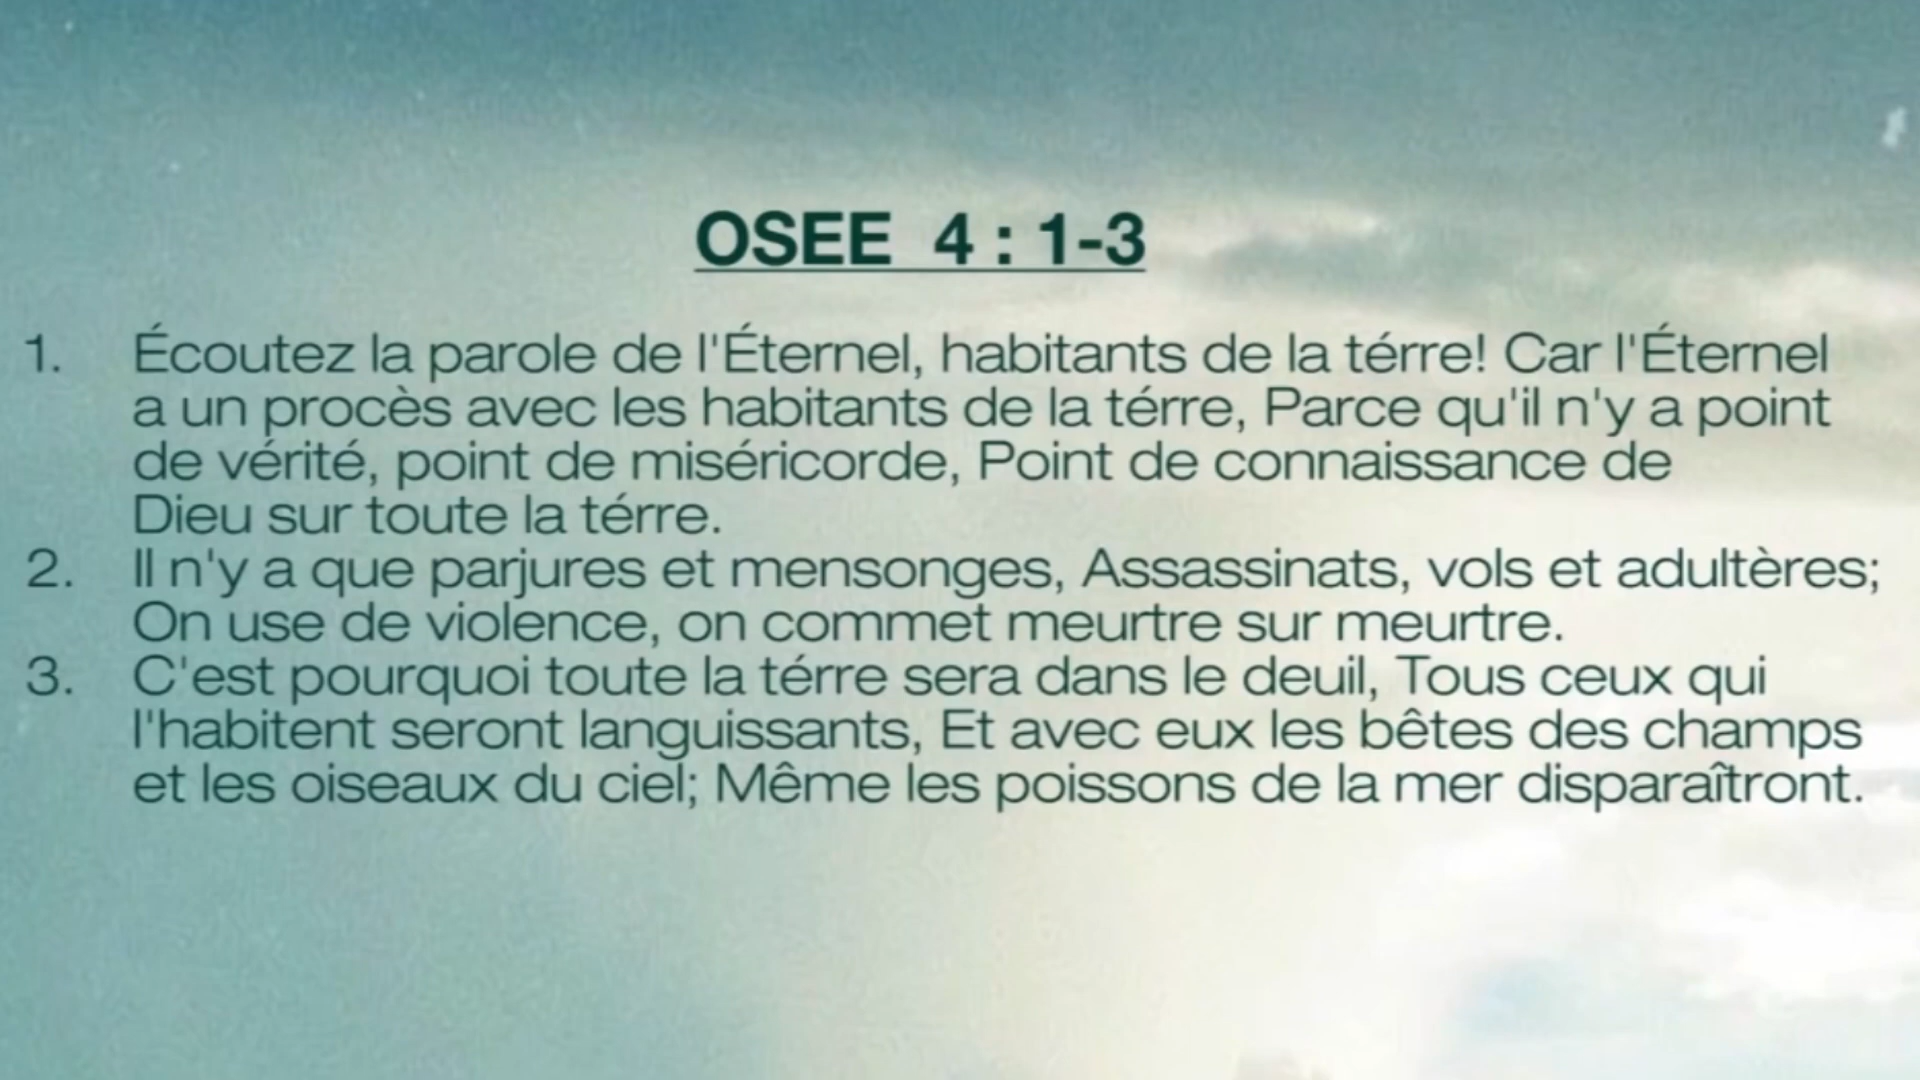 OSEE 4 : 1-3
1. Écoutez la parole de l'Éternel, habitants de la térre! Car l'Éternel
a un procès avec les habitants de la térre, Parce qu'il n'y a point
de vérité, point de miséricorde, Point de connaissance de
Dieu sur toute la térre.
2. Il n'y a que parjures et mensonges, Assassinats, vols et adultères;
On use de violence, on commet meurtre sur meurtre.
3. C'est pourquoi toute la térre sera dans le deuil, Tous ceux qui
l'habitent seront languissants, Et avec eux les bêtes des champs
et les oiseaux du ciel; Même les poissons de la mer disparaîtront.